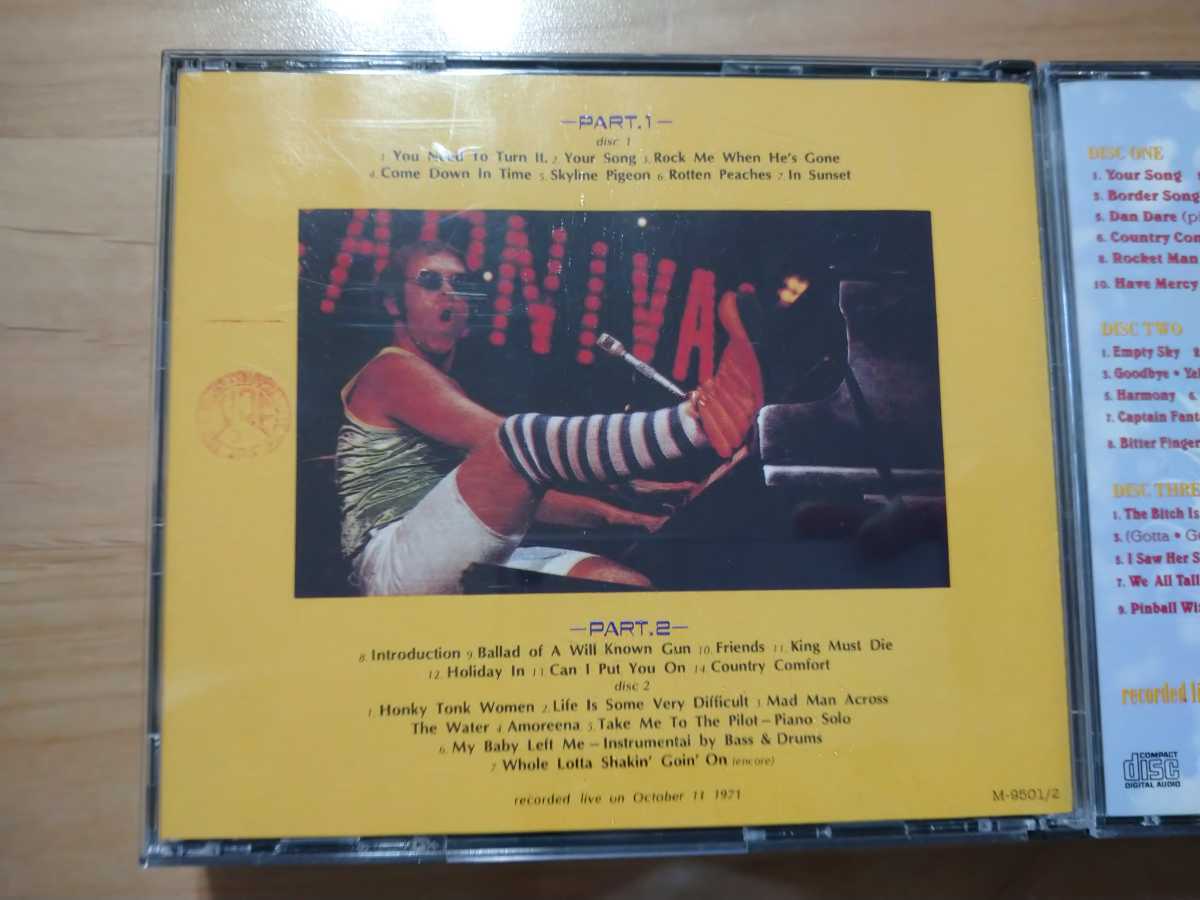 —PART.1—
disc 1
1. You Need To Turn It. 2. Your Song 3. Rock Me When He's Gone
4. Come Down In Time 5. Skyline Pigeon 6. Rotten Peaches 7. In Sunset
ARNIVA
—PART.2—
8. Introduction 9. Ballad of A Will Known Gun 10. Friends 11. King Must Die
12. Holiday In 13 Can I Put You On 14 Country Comfort
disc 2
1. Honky Tonk Women 2. Life Is Some Very Difficult 3. Mad Man Across
The Water 4 Amoreena 5. Take Me To The Pilot — Piano Solo
6. My Baby Left Me — Instrumental by Bass & Drums
7. Whole Lotta Shakin' Goin' On (encore)
recorded live on October 11 1971
M-9501/2
DISC ONE
1. Your Song
3. Border Song
5. Dan Dare
6. Country
8. Rocket Man
10. Have Mercy
DISC TWO
1. Empty Sky 2.
3. Goodbye •
5. Harmony 6.
7. Captain
8. Bitter
DISC THREE
1. The Bitch Is
3. (Gotta •
5. I Saw Her
7. We All
9. Pinball
recorded
COMPACT
disc
DIGITAL AUDIO